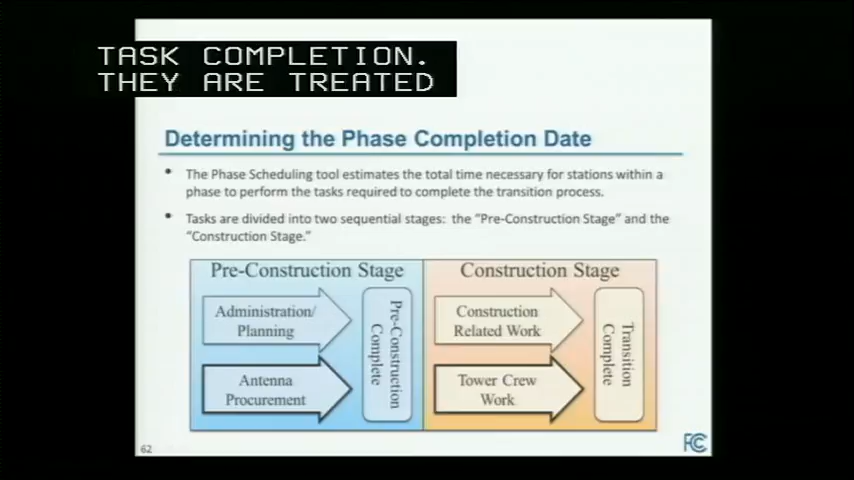 TASK COMPLETION.
THEY ARE TREATED
Determining the Phase Completion Date
• The Phase Scheduling tool estimates the total time necessary for stations within a
phase to perform the tasks required to complete the transition process.
• Tasks are divided into two sequential stages: the “Pre-Construction Stage” and the
“Construction Stage.”
Pre-Construction Stage
Administration/
Planning
Antenna
Procurement
Pre-Construction
Complete
Construction Stage
Construction
Related Work
Tower Crew
Work
Transition
Complete
62
FCC